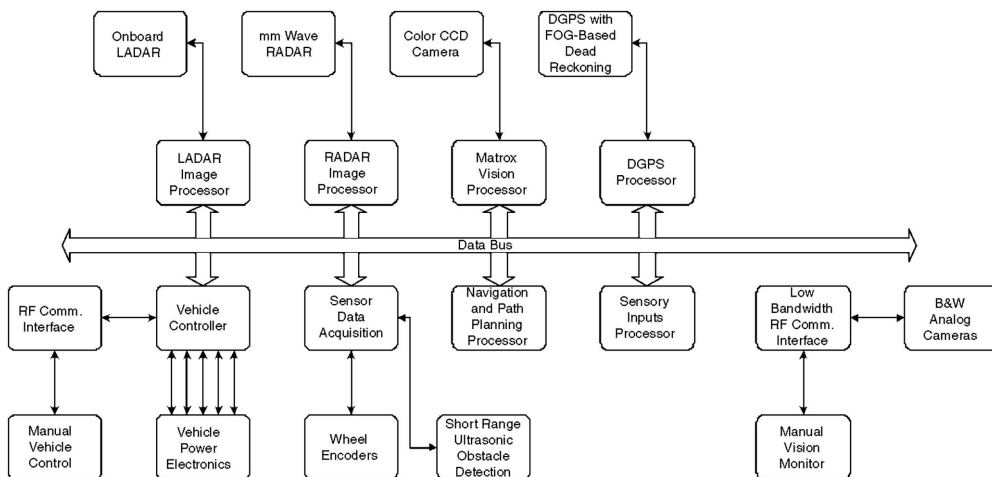 Onboard
LADAR
mm Wave
RADAR
Color CCD
Camera
DGPS with
FOG-Based
Dead
Reckoning
LADAR
Image
Processor
RADAR
Image
Processor
Matrox
Vision
Processor
DGPS
Processor
Data Bus
RF Comm.
Interface
Vehicle
Controller
Sensor
Data
Acquisition
Navigation
and Path
Planning
Processor
Sensory
Inputs
Processor
Low
Bandwidth
RF Comm.
Interface
B&W
Analog
Cameras
Manual
Vehicle
Control
Vehicle
Power
Electronics
Wheel
Encoders
Short Range
Ultrasonic
Obstacle
Detection
Manual
Vision
Monitor